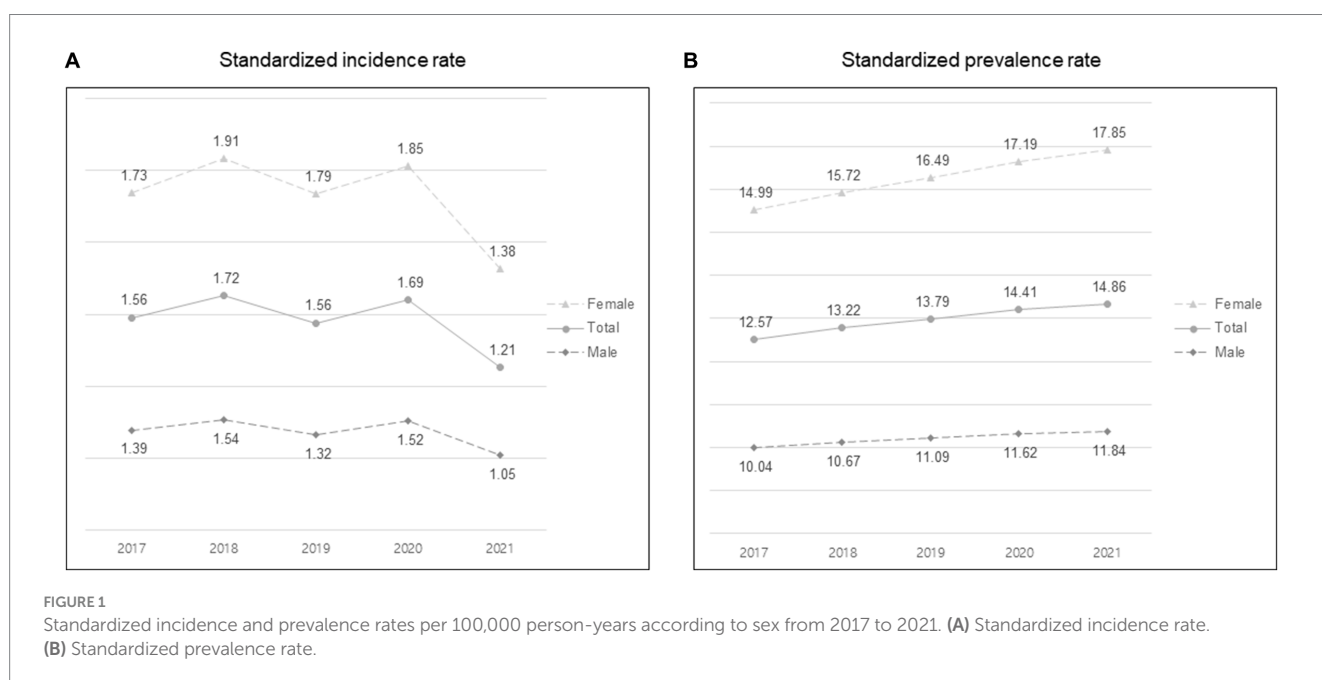 A
Standardized incidence rate
1.73
1.91
1.79
1.85
1.38
1.56
1.72
1.56
1.69
1.21
1.39
1.54
1.32
1.52
1.05
Female
Total
Male
2017 2018 2019 2020 2021
B
Standardized prevalence rate
14.99
15.72
16.49
17.19
17.85
12.57
13.22
13.79
14.41
14.86
10.04
10.67
11.09
11.62
11.84
Female
Total
Male
2017 2018 2019 2020 2021
FIGURE 1
Standardized incidence and prevalence rates per 100,000 person-years according to sex from 2017 to 2021. (A) Standardized incidence rate.
(B) Standardized prevalence rate.